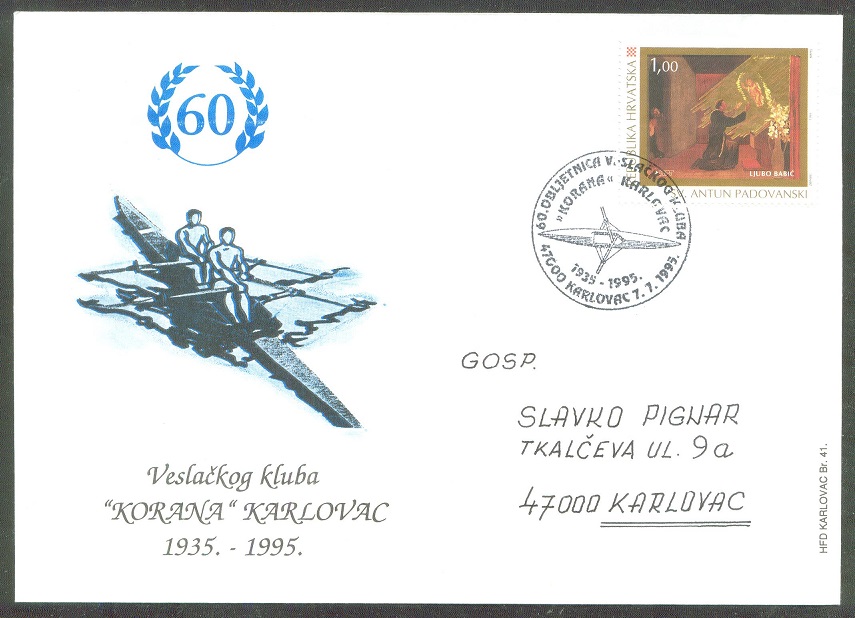 60
Veslačkog kluba
"KORANA" KARLOVAC
1935. - 1995.
1,00
REPUBLIKA HRVATSKA
LJUBO BABIĆ
ANTUN PADOVANSKI
60. OBLJETNICA V.SLAČKOG KLUBA
"KORANA" KARLOVAC
1935 - 1995.
47000 KARLOVAC 7. 7. 1995.
GOSP.
SLAVKO PIGNAR
TKALČEVA UL. 9a
47000 KARLOVAC
HFD KARLOVAC Br. 41.